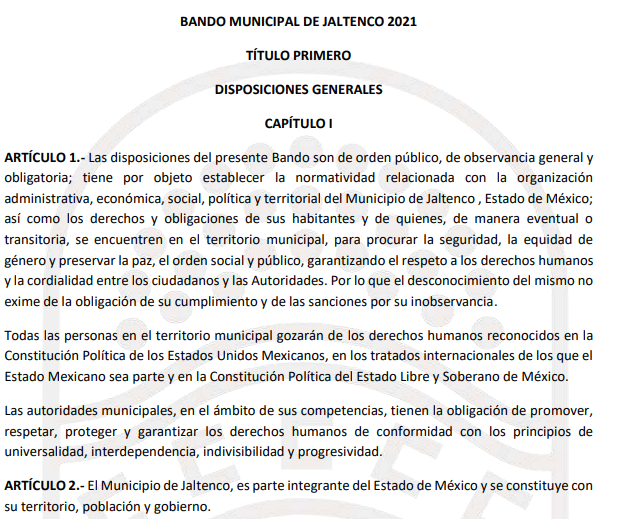 BANDO MUNICIPAL DE JALTENCO 2021
TÍTULO PRIMERO
DISPOSICIONES GENERALES
CAPÍTULO I
ARTÍCULO 1.- Las disposiciones del presente Bando son de orden público, de observancia general y
obligatoria; tiene por objeto establecer la normatividad relacionada con la organización
administrativa, económica, social, política y territorial del Municipio de Jaltenco , Estado de México;
así como los derechos y obligaciones de sus habitantes y de quienes, de manera eventual o
transitoria, se encuentren en el territorio municipal, para procurar la seguridad, la equidad de
género y preservar la paz, el orden social y público, garantizando el respeto a los derechos humanos
y la cordialidad entre los ciudadanos y las Autoridades. Por lo que el desconocimiento del mismo no
exime de la obligación de su cumplimiento y de las sanciones por su inobservancia.
Todas las personas en el territorio municipal gozarán de los derechos humanos reconocidos en la
Constitución Política de los Estados Unidos Mexicanos, en los tratados internacionales de los que el
Estado Mexicano sea parte y en la Constitución Política del Estado Libre y Soberano de México.
Las autoridades municipales, en el ámbito de sus competencias, tienen la obligación de promover,
respetar, proteger y garantizar los derechos humanos de conformidad con los principios de
universalidad, interdependencia, indivisibilidad y progresividad.
ARTÍCULO 2.- El Municipio de Jaltenco, es parte integrante del Estado de México y se constituye con
su territorio, población y gobierno.